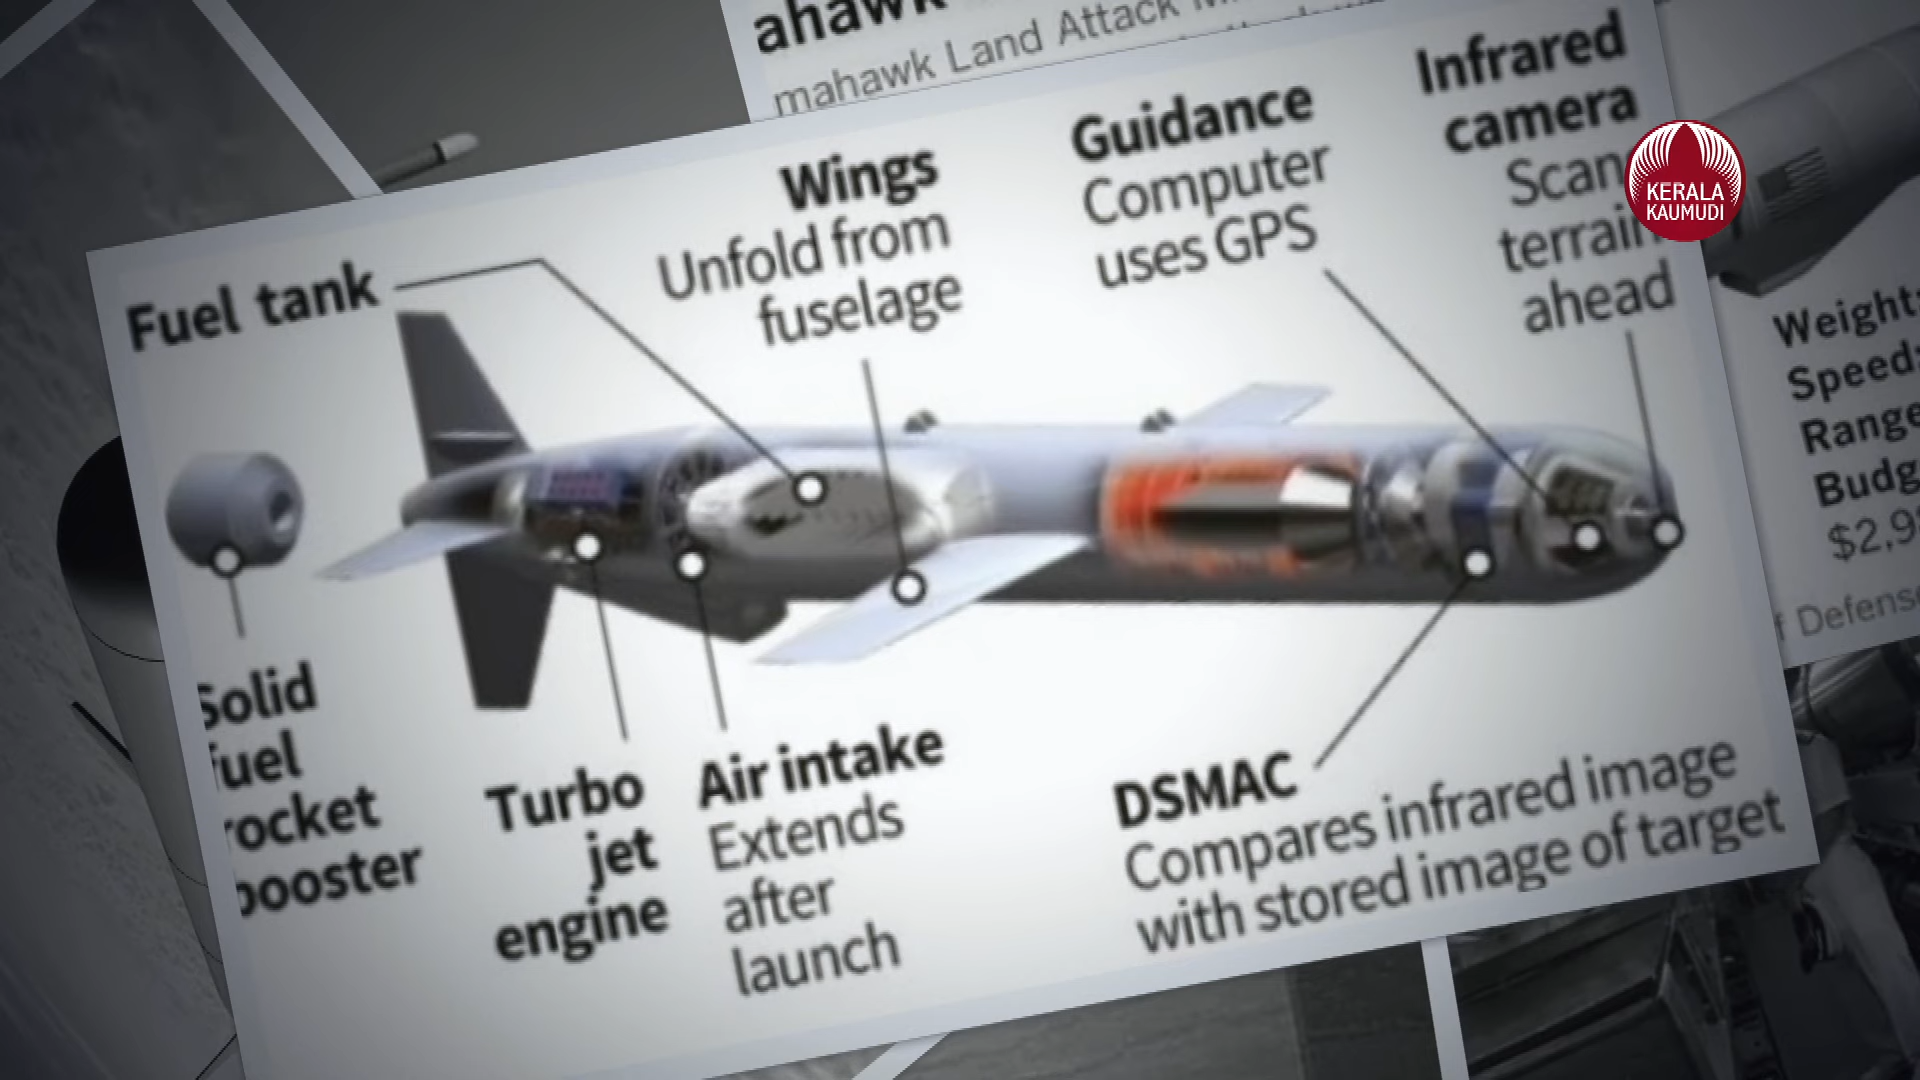 ahawk
mahawk Land Attack
Infrared
camera
Scan
terrain
ahead
Guidance
Computer
uses GPS
Wings
Unfold from
fuselage
Fuel tank
KERALA
KAUMUDI
Weight:
Speed:
Range
Budg
$2.9
f Defense
Solid
fuel
rocket
booster
Turbo
jet
engine
Air intake
Extends
after
launch
DSMAC
Compares infrared image
with stored image of target